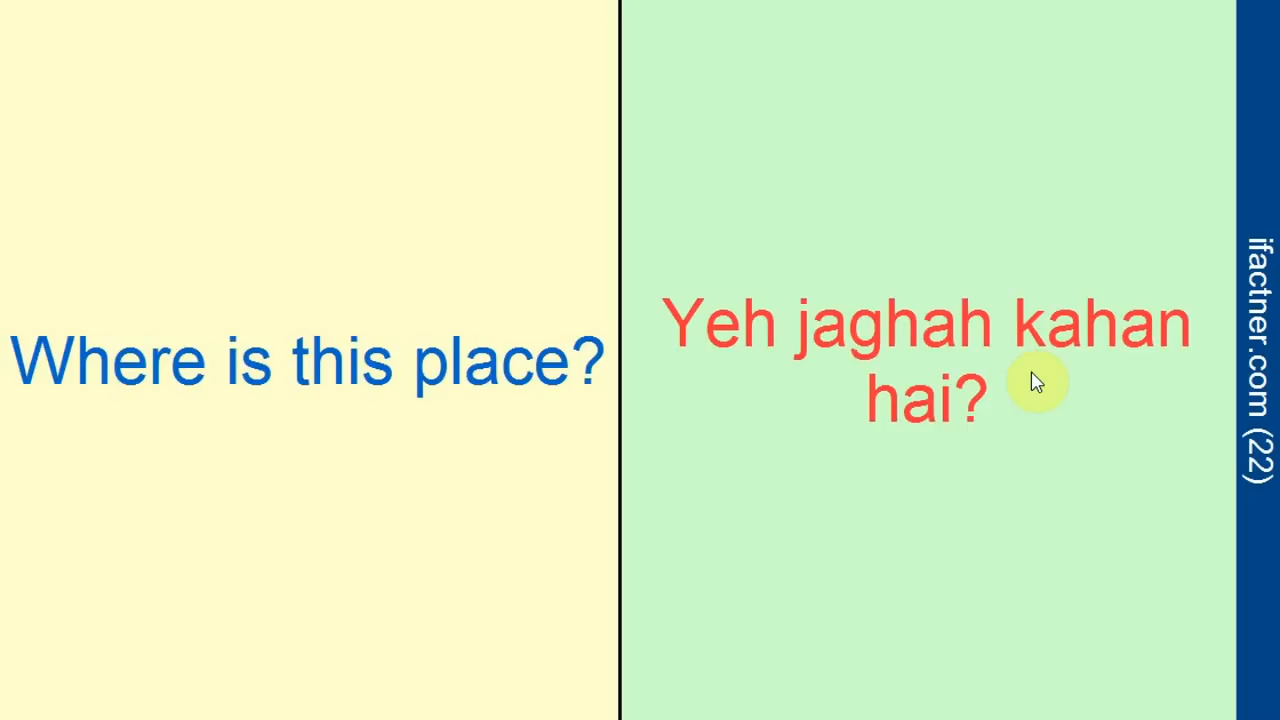 Where is this place?
Yeh jaghah kahan
hai?
ifactner.com (22)